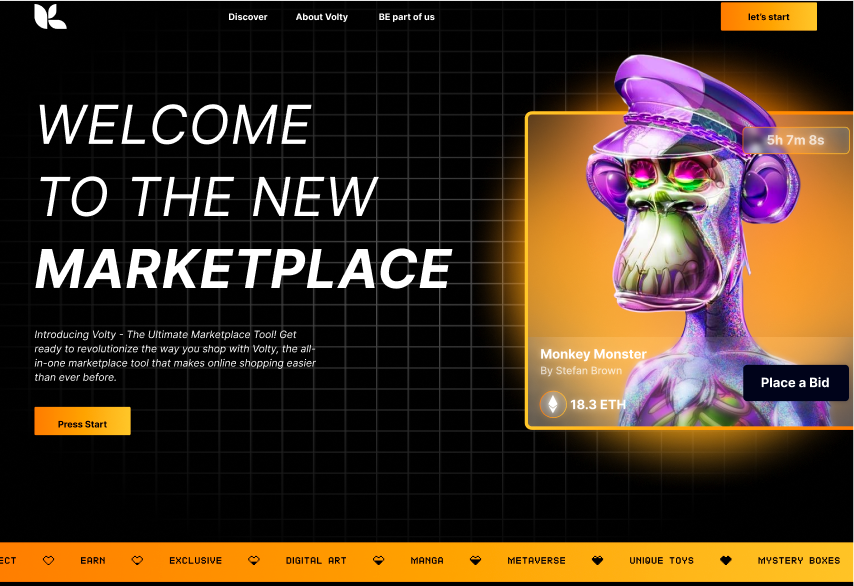 Discover About Volty BE part of us let's start
WELCOME
TO THE NEW
MARKETPLACE
Introducing Volty - The Ultimate Marketplace Tool! Get
ready to revolutionize the way you shop with Volty, the all-
in-one marketplace tool that makes online shopping easier
than ever before.
Press Start
5h 7m 8s
Monkey Monster
By Stefan Brown
18.3 ETH
Place a Bid
ECT EARN EXCLUSIVE DIGITAL ART MANGA METAVERSE UNIQUE TOYS MYSTERY BOXES